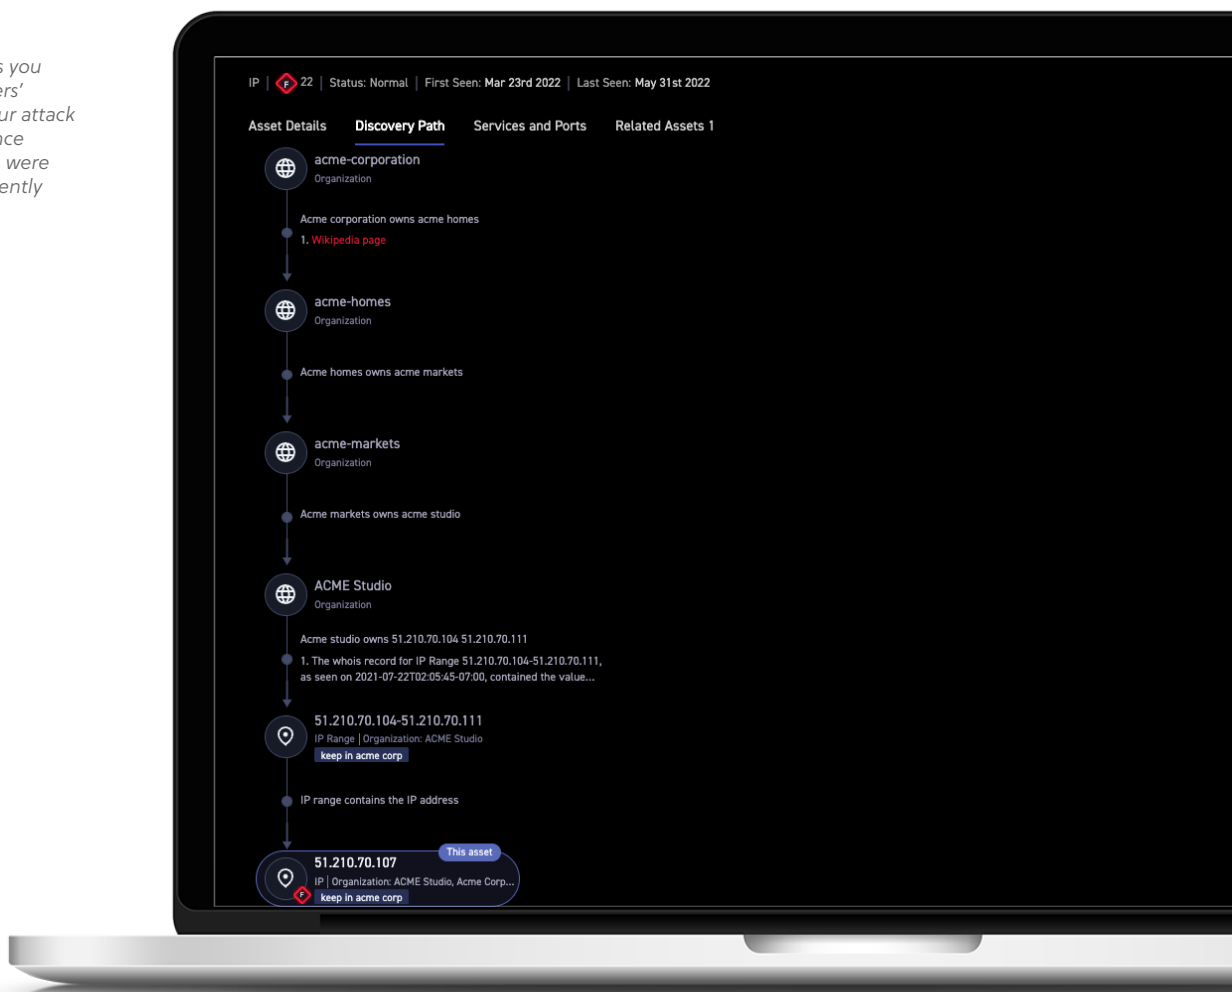 s you
ers'
ur attack
nce
were
ently
IP | F 22 | Status: Normal | First Seen: Mar 23rd 2022 | Last Seen: May 31st 2022
Asset Details Discovery Path Services and Ports Related Assets 1
acme-corporation
Organization
Acme corporation owns acme homes
1. Wikipedia page
acme-homes
Organization
Acme homes owns acme markets
acme-markets
Organization
Acme markets owns acme studio
ACME Studio
Organization
Acme studio owns 51.210.70.104 51.210.70.111
1. The whois record for IP Range 51.210.70.104-51.210.70.111,
as seen on 2021-07-22T02:05:45-07:00, contained the value...
51.210.70.104-51.210.70.111
IP Range | Organization: ACME Studio
keep in acme corp
IP range contains the IP address
This asset
51.210.70.107
IP | Organization: ACME Studio, Acme Corp...
F keep in acme corp